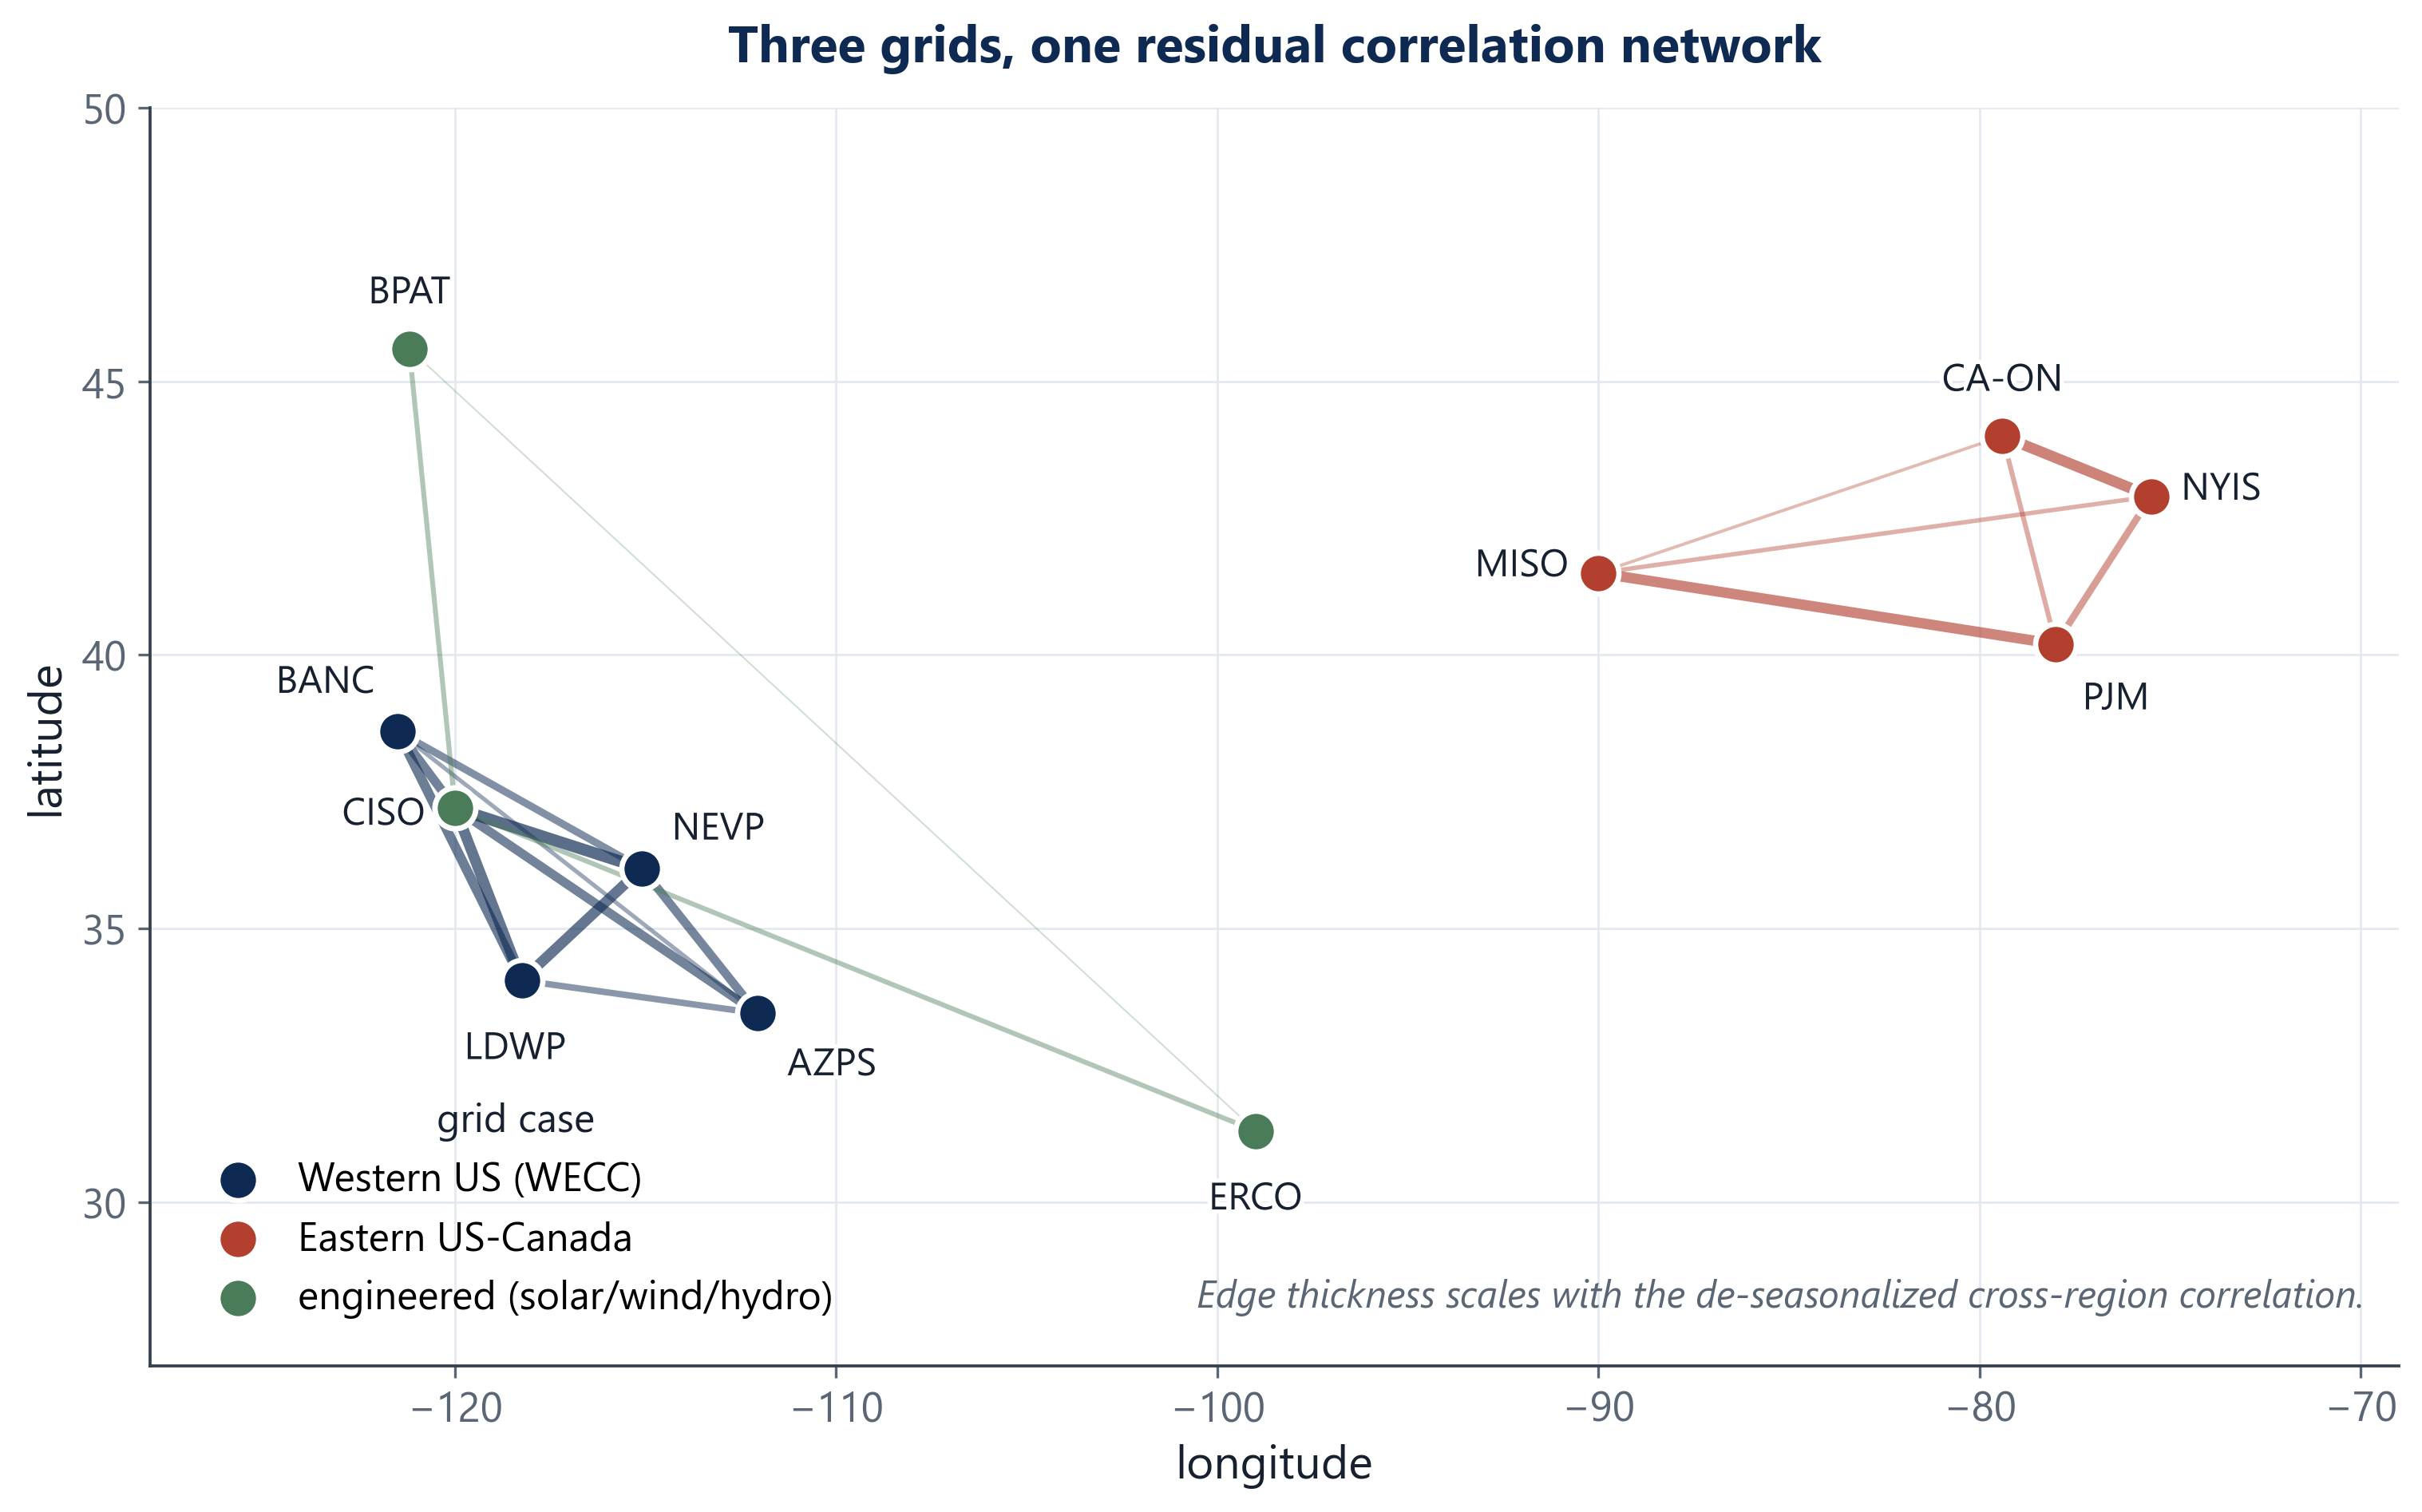 Three grids, one residual correlation network
50
45
40
35
30
latitude
BPAT
CA-ON
NYIS
MISO
PJM
BANC
CISO
NEVP
LDWP
AZPS
ERCO
grid case
Western US (WECC)
Eastern US-Canada
engineered (solar/wind/hydro)
Edge thickness scales with the de-seasonalized cross-region correlation.
−120
−110
−100
−90
−80
−70
longitude